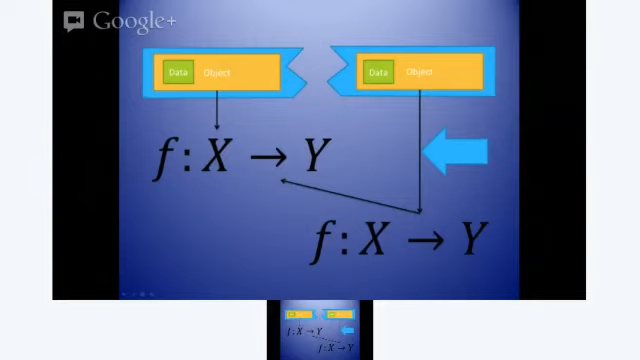 Google+
Data Object
Data Object
f: X → Y
f: X → Y
f: X → Y
f: X → Y